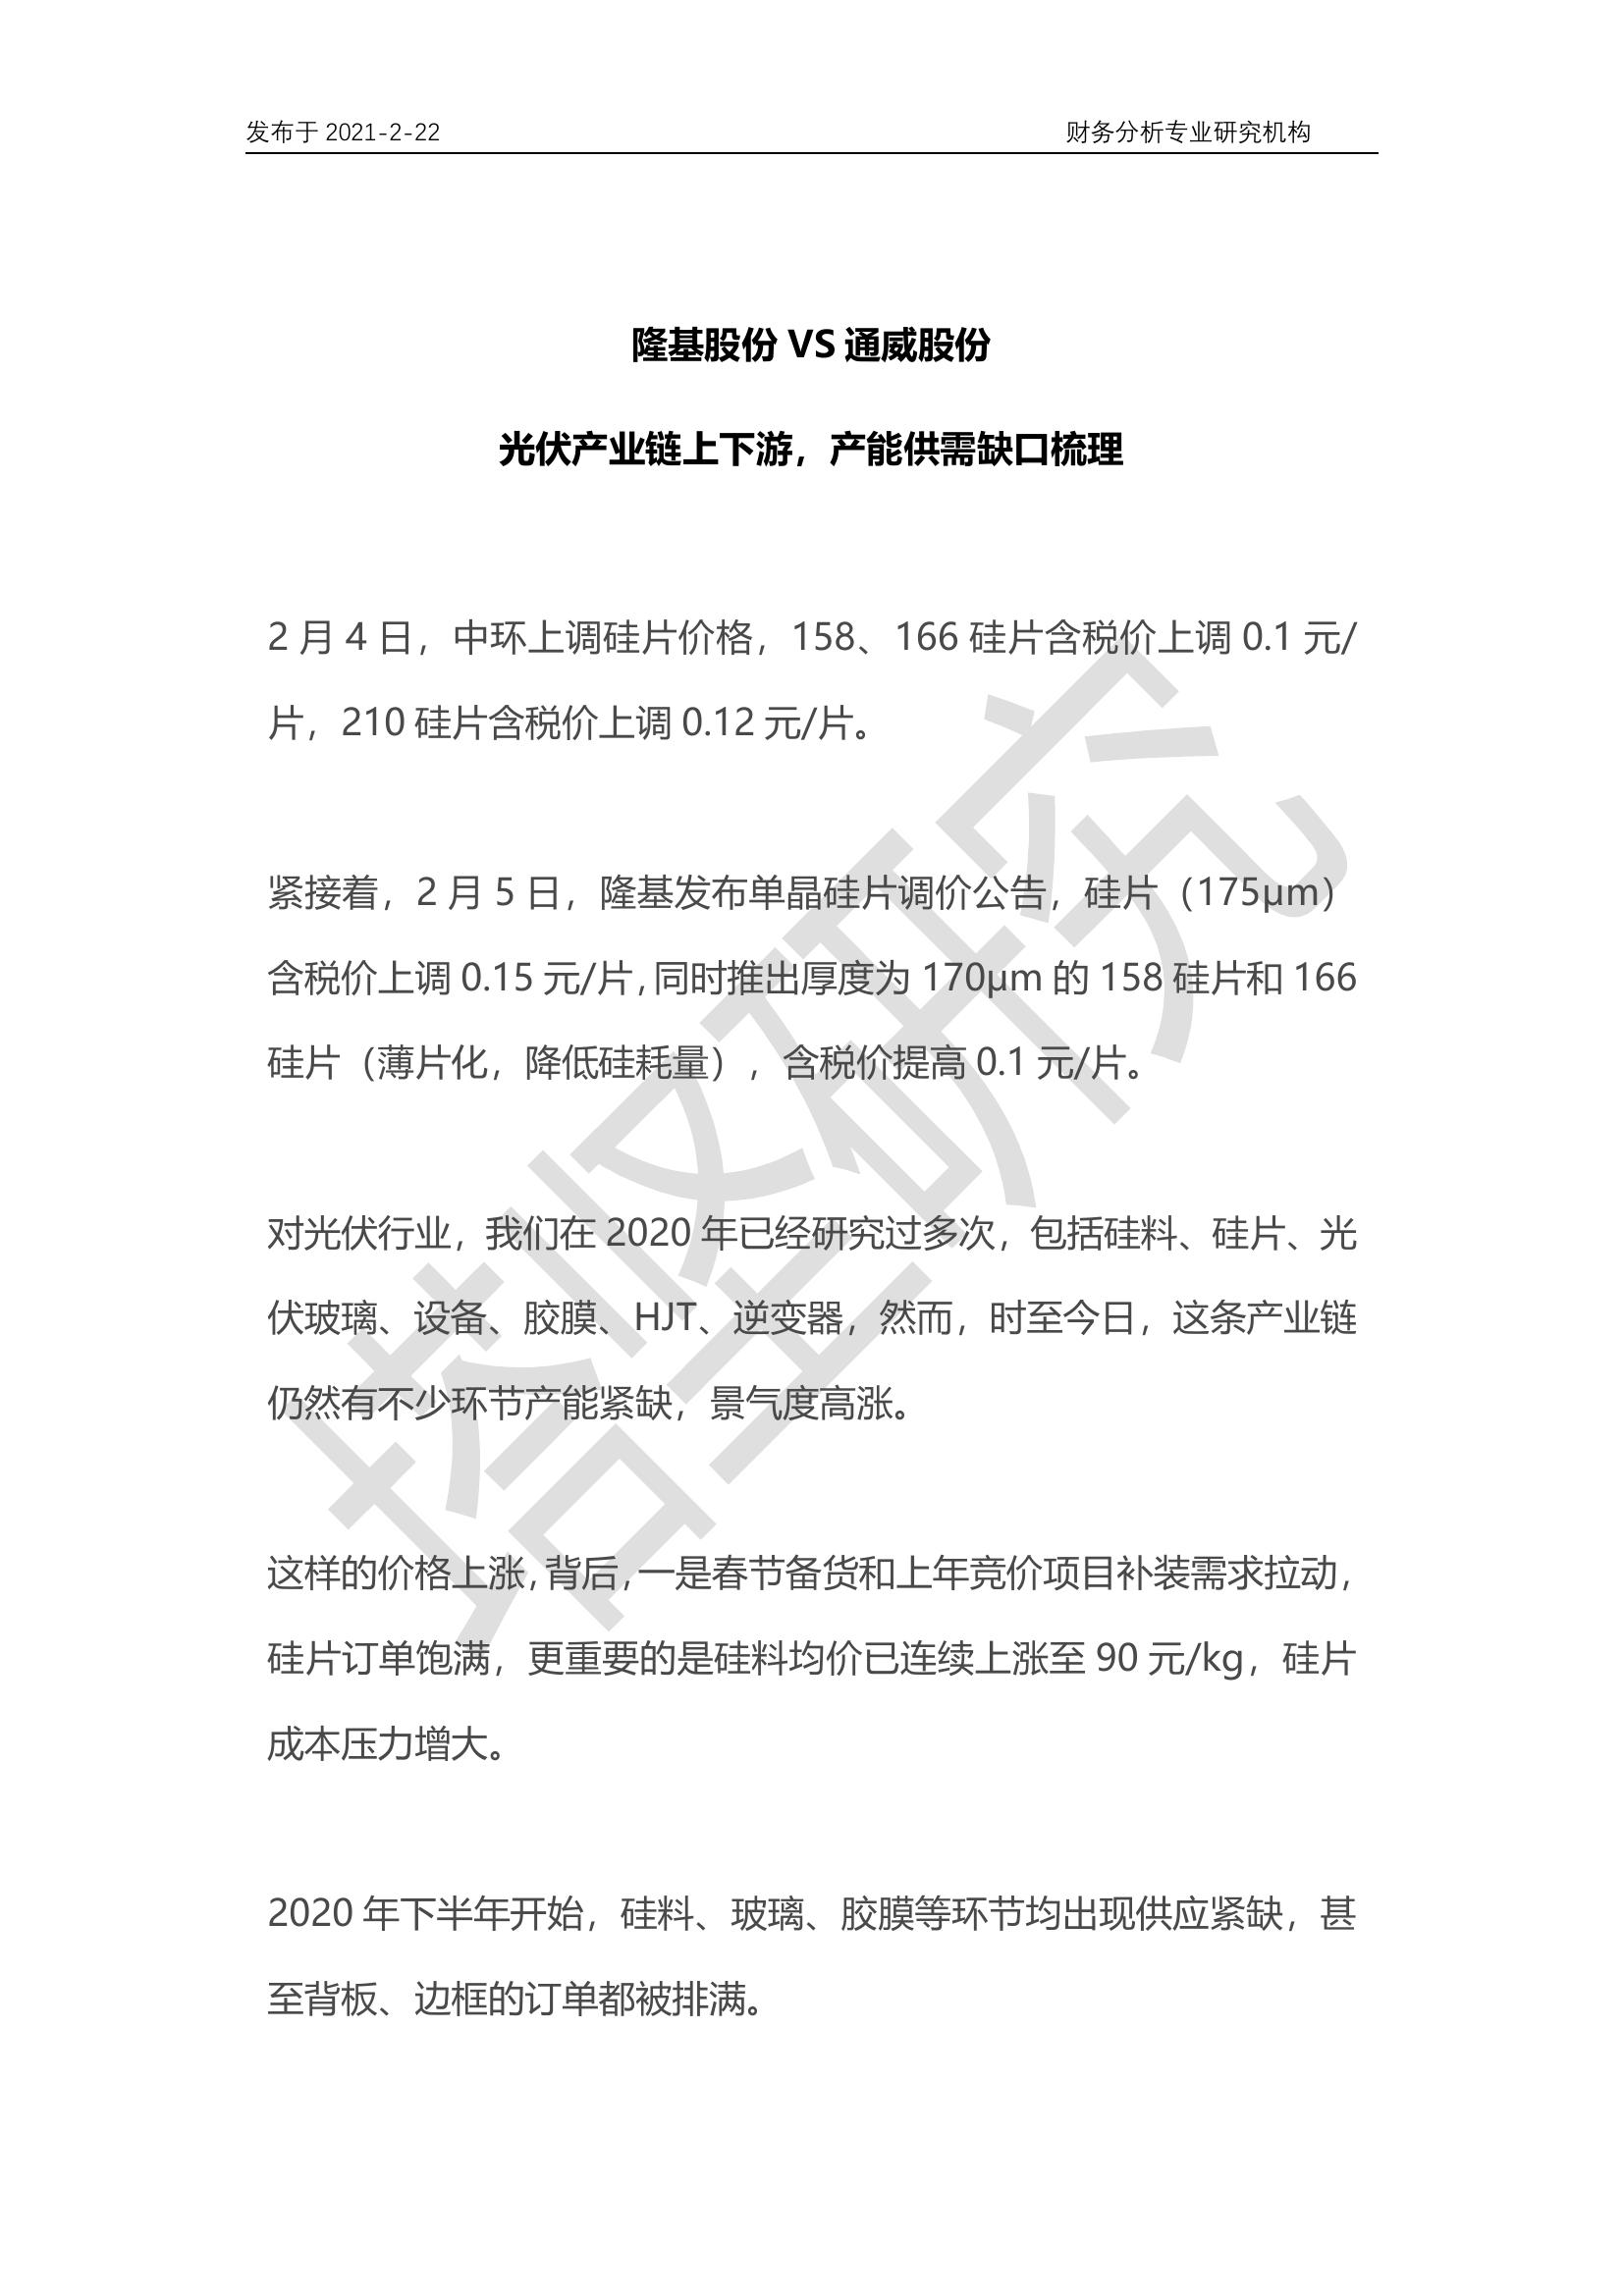 发布于 2021-2-22 财务分析专业研究机构
隆基股份 VS 通威股份
光伏产业链上下游，产能供需缺口梳理
2 月 4 日，中环上调硅片价格，158、166 硅片含税价上调 0.1 元/
片，210 硅片含税价上调 0.12 元/片。
紧接着，2 月 5 日，隆基发布单晶硅片调价公告，硅片（175μm）
含税价上调 0.15 元/片，同时推出厚度为 170μm 的 158 硅片和 166
硅片（薄片化，降低硅耗量），含税价提高 0.1 元/片。
对光伏行业，我们在 2020 年已经研究过多次，包括硅料、硅片、光
伏玻璃、设备、胶膜、HJT、逆变器，然而，时至今日，这条产业链
仍然有不少环节产能紧缺，景气度高涨。
这样的价格上涨，背后，一是春节备货和上年竞价项目补装需求拉动，
硅片订单饱满，更重要的是硅料均价已连续上涨至 90 元/kg，硅片
成本压力增大。
2020 年下半年开始，硅料、玻璃、胶膜等环节均出现供应紧缺，甚
至背板、边框的订单都被排满。
塔坚研究